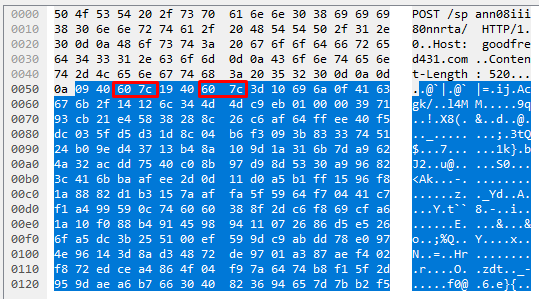 0000 50 4f 53 54 20 2f 73 70 61 6e 6e 30 38 69 69 69 POST /sp ann08iii
0010 38 30 6e 6e 72 74 61 2f 20 48 54 54 50 2f 31 2e 80nnrta/ HTTP/1.
0020 30 0d 0a 48 6f 73 74 3a 20 67 6f 6f 64 66 72 65 0..Host: goodfre
0030 64 34 33 31 2e 63 6f 6d 0d 0a 43 6f 6e 74 65 6e d431.com ..Conten
0040 74 2d 4c 65 6e 67 74 68 3a 20 35 32 30 0d 0a 0d t-Length : 520...
0050 0a 09 40 60 7c 19 40 60 7c 3d 10 69 6a 0f 41 63 ..@`|.@` |=.ij.Ac
0060 67 6b 2f 14 12 6c 34 4d 4d c9 eb 01 00 00 39 71 gk/..l4M M.....9q
0070 93 cb 21 e4 58 38 28 8c 26 c6 af 64 ff ee 40 f5 ..!.X8(. &..d..@.
0080 dc 03 5f d5 d3 1d 8c 04 b6 f3 09 3b 83 33 74 51 .._..... ...;.3tQ
0090 24 b0 9e d4 37 13 b4 8a 10 9d 1a 31 6b 7d a9 62 $...7... ...1k}.b
00a0 4a 32 ac dd 75 40 c0 8b 97 d9 8d 53 30 a9 96 82 J2..u@.. ...S0...
00b0 3c 41 6b ba af ee 2d 0d 11 d0 a5 b1 ff 15 96 f8 <Ak...-. ........
00c0 1a 88 82 d1 b3 15 7a af fa 5f 59 64 f7 04 41 c7 ......z. ._Yd..A.
00d0 f1 a4 99 59 0c 74 60 60 38 8f 2d c6 f8 69 cf a6 ...Y.t`` 8.-..i..
00e0 1a 10 f0 88 b4 91 45 98 94 11 07 26 86 d5 e5 26 ......E. ...&...&
00f0 6f a5 dc 3b 25 51 00 ef 59 9d c9 ab dd 78 e0 97 o..;%Q.. Y....x..
0100 4e 96 14 3d 8a d3 48 72 de 97 01 a3 87 ae f4 02 N..=..Hr ........
0110 f8 72 ed ce a4 86 4f 04 f9 7a 64 74 b8 f1 5f 2d .r....O. .zdt.._-
0120 95 9d ae a6 b7 66 30 40 82 36 94 65 7d 7b b2 f5 .....f0@ .6.e}{..